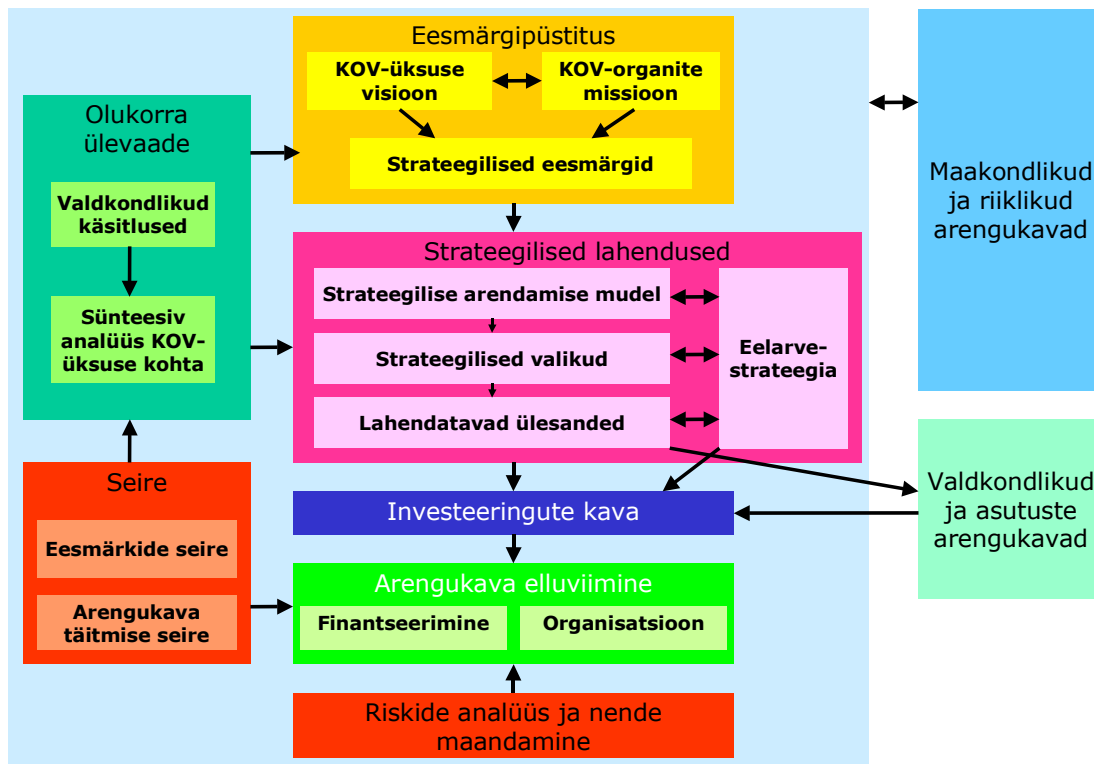 Eesmärgipüstitus
KOV-üksuse
visioon
KOV-organite
missioon
Strateegilised eesmärgid
Olukorra
ülevaade
Valdkondlikud
käsitlused
Sünteesiv
analüüs KOV-
üksuse kohta
Strateegilised lahendused
Strateegilise arendamise mudel
Strateegilised valikud
Lahendatavad ülesanded
Eelarve-
strateegia
Maakondlikud
ja riiklikud
arengukavad
Seire
Eesmärkide seire
Arengukava
täitmise seire
Investeeringute kava
Valdkondlikud
ja asutuste
arengukavad
Arengukava elluviimine
Finantseerimine
Organisatsioon
Riskide analüüs ja nende
maandamine